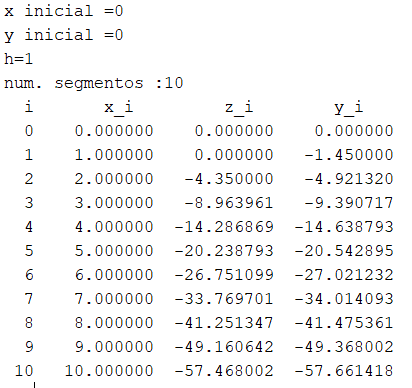 x inicial =0
y inicial =0
h=1
num. segmentos :10
i x_i z_i y_i
0 0.000000 0.000000 0.000000
1 1.000000 0.000000 -1.450000
2 2.000000 -4.350000 -4.921320
3 3.000000 -8.963961 -9.390717
4 4.000000 -14.286869 -14.638793
5 5.000000 -20.238793 -20.542895
6 6.000000 -26.751099 -27.021232
7 7.000000 -33.769701 -34.014093
8 8.000000 -41.251347 -41.475361
9 9.000000 -49.160642 -49.368002
10 10.000000 -57.468002 -57.661418